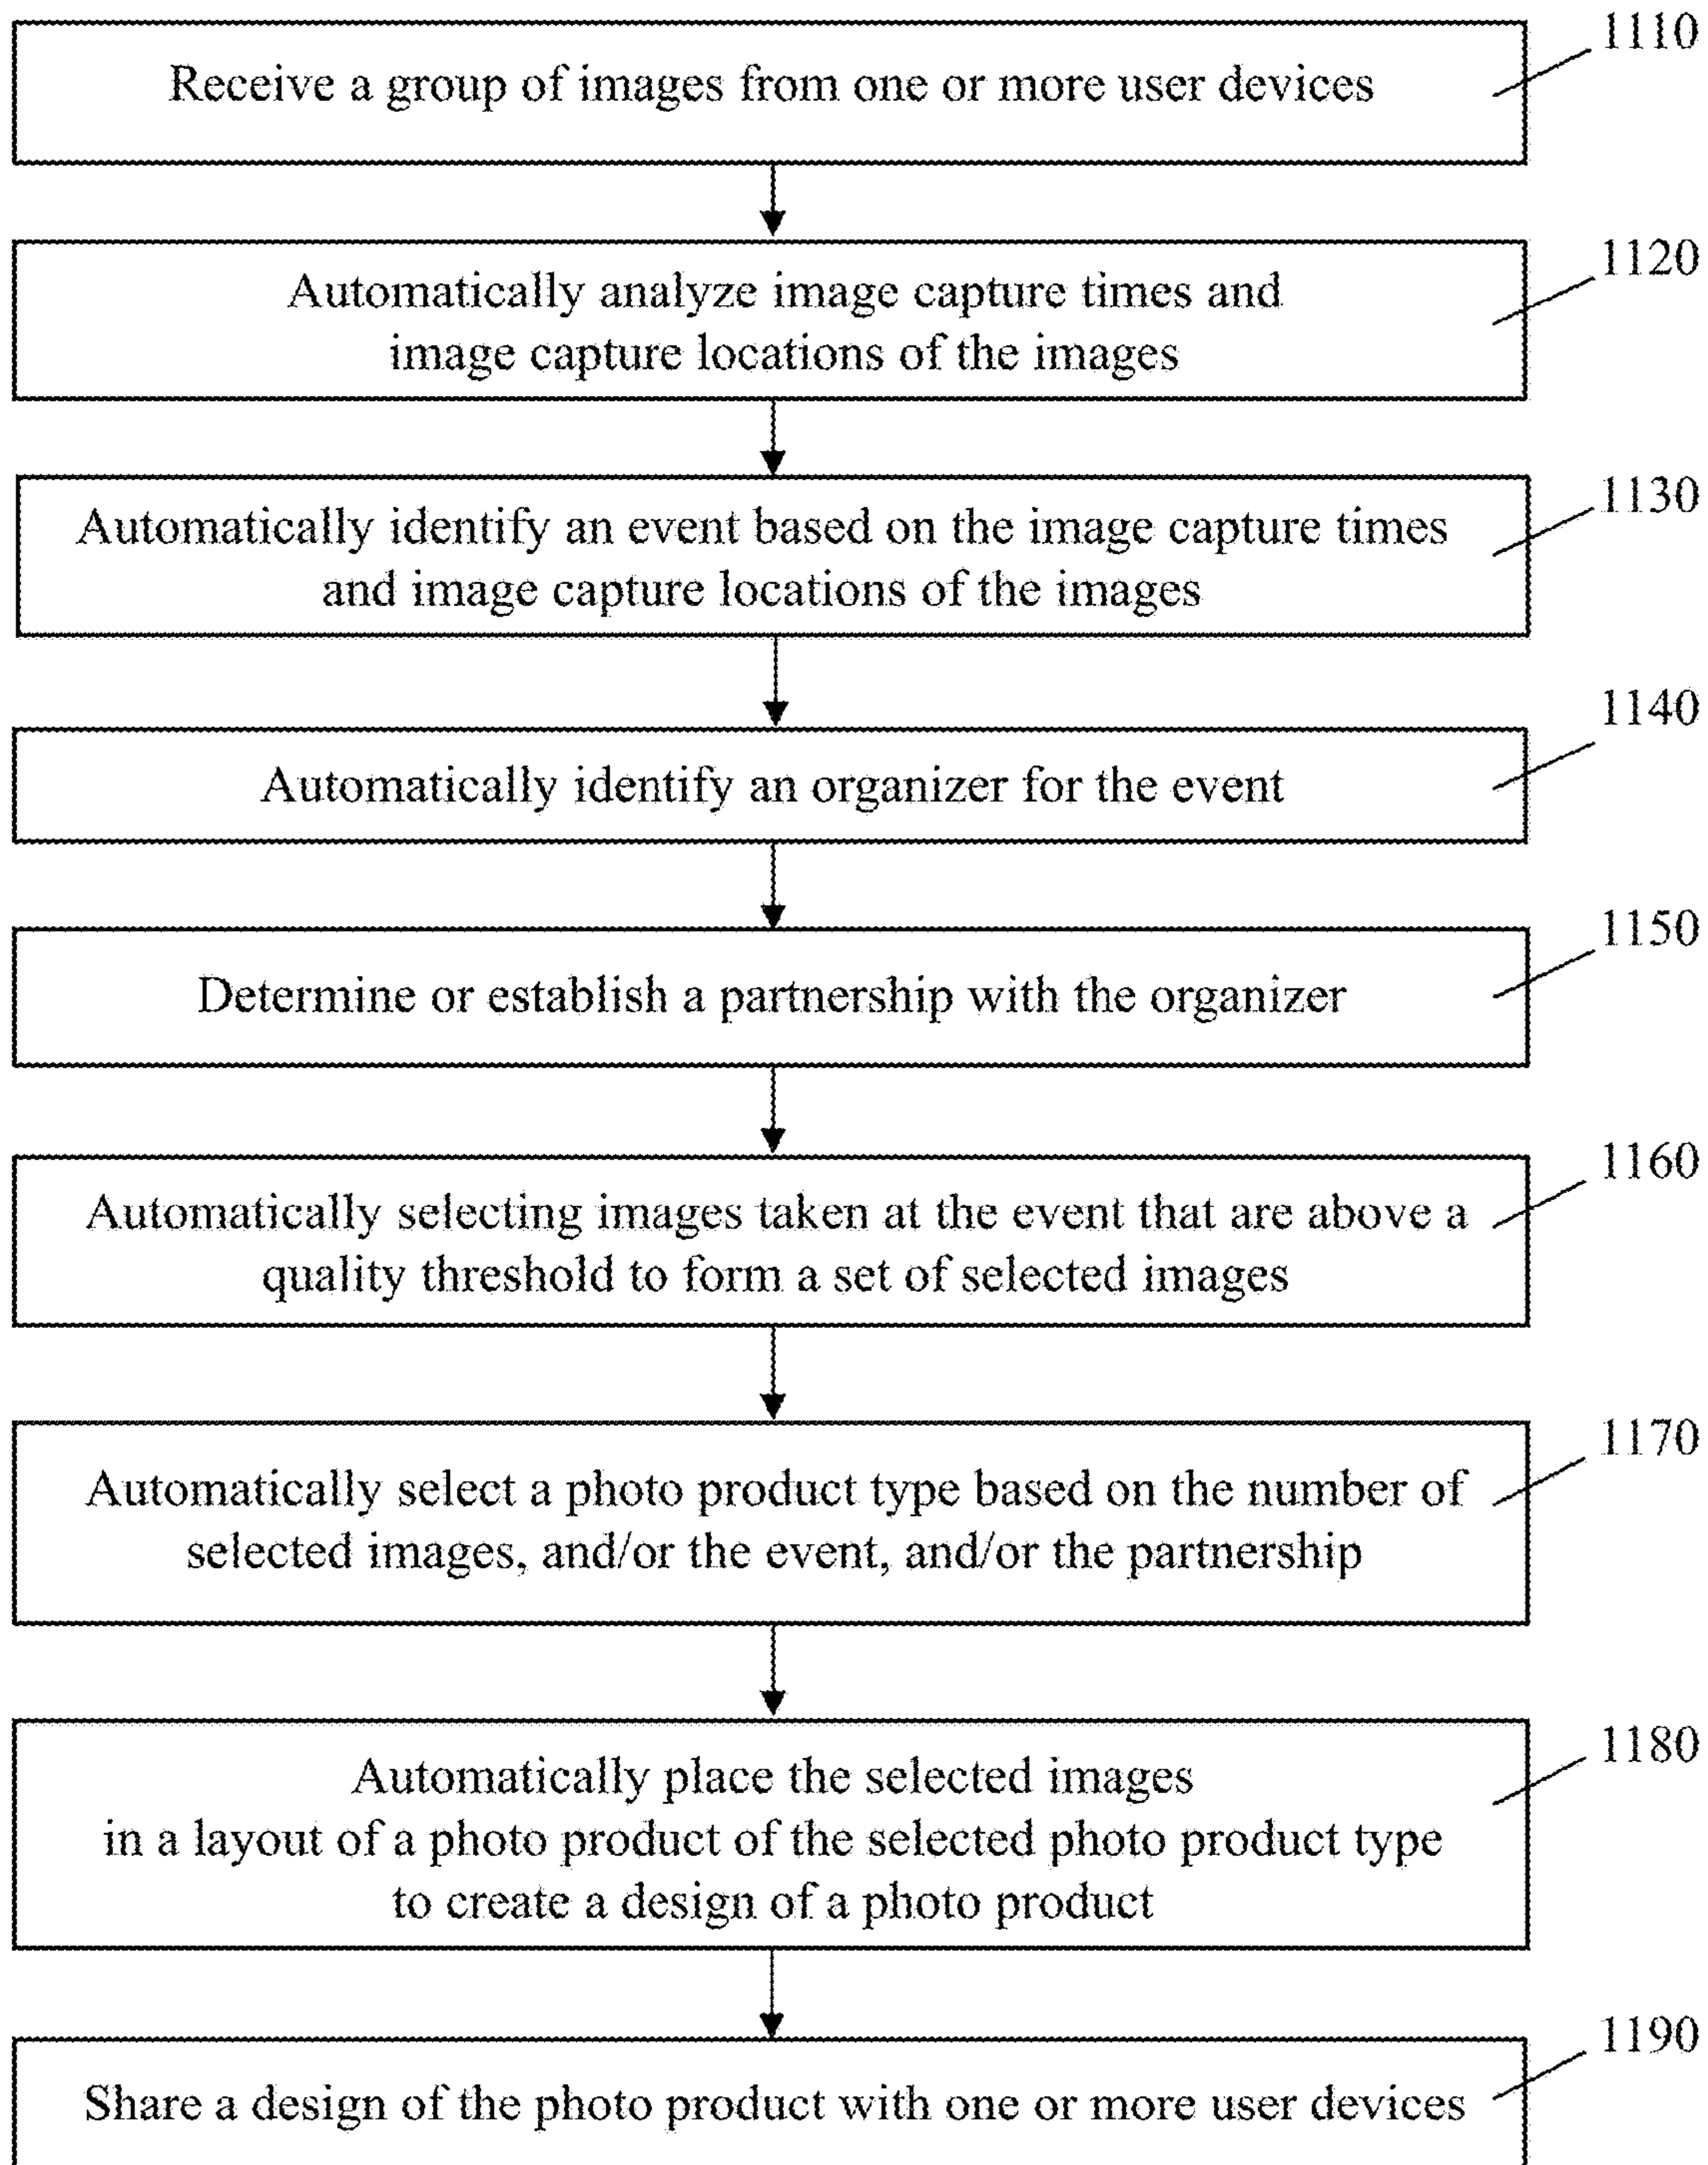 1110
Receive a group of images from one or more user devices
1120
Automatically analyze image capture times and
image capture locations of the images
1130
Automatically identify an event based on the image capture times
and image capture locations of the images
1140
Automatically identify an organizer for the event
1150
Determine or establish a partnership with the organizer
1160
Automatically selecting images taken at the event that are above a
quality threshold to form a set of selected images
1170
Automatically select a photo product type based on the number of
selected images, and/or the event, and/or the partnership
1180
Automatically place the selected images
in a layout of a photo product of the selected photo product type
to create a design of a photo product
1190
Share a design of the photo product with one or more user devices